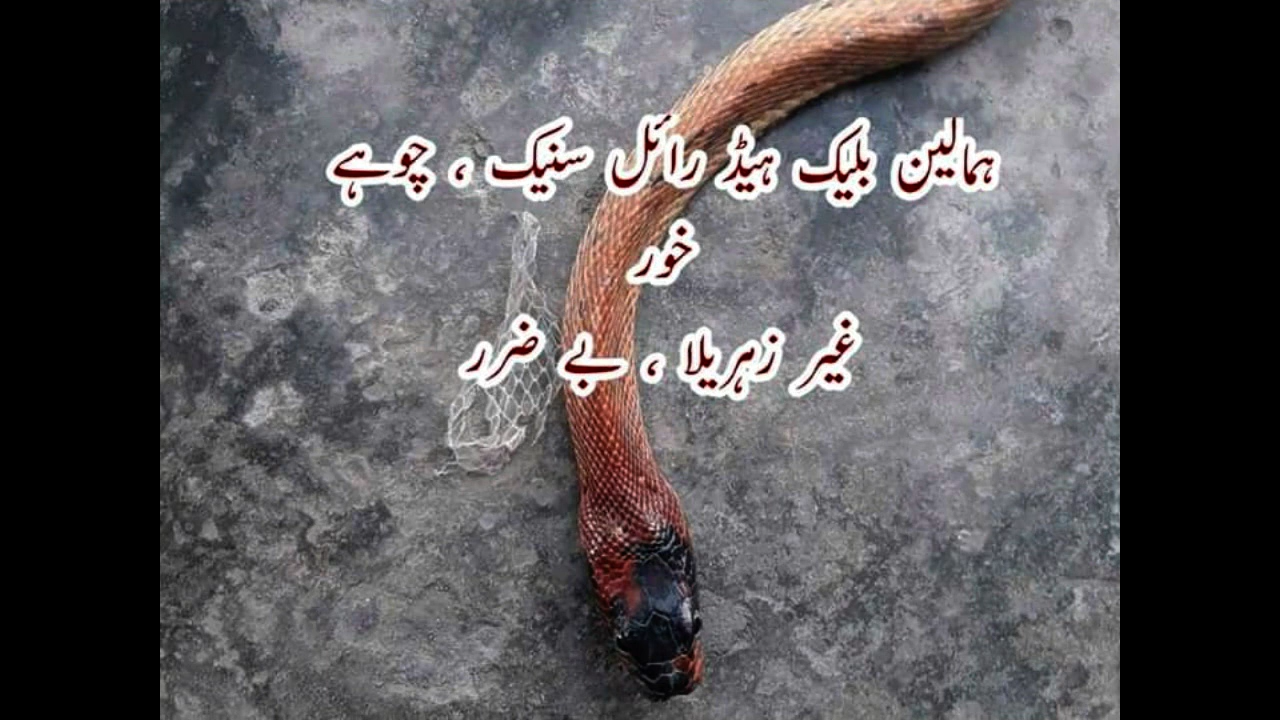 ہمالین بلیک ہیڈ رائل سنیک ، چوہے
خور
غیر زہریلا ، بے ضرر